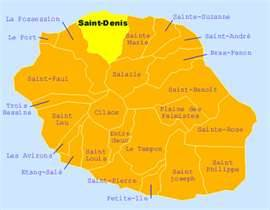 La Possession
Saint-Denis
Sainte-Suzanne
Le Port
Sainte
Marie
Saint-André
Bras-Panon
Saint-Paul
Salazie
Saint-Benoît
Trois
Bassins
Cilaos
Plaine des
Palmistes
Saint
Leu
Entre
deux
Sainte-Rose
Les Avirons
Saint
Louis
Le Tampon
Etang-Salé
Saint
Philippe
Saint-Pierre
Saint
joseph
Petite-Ile